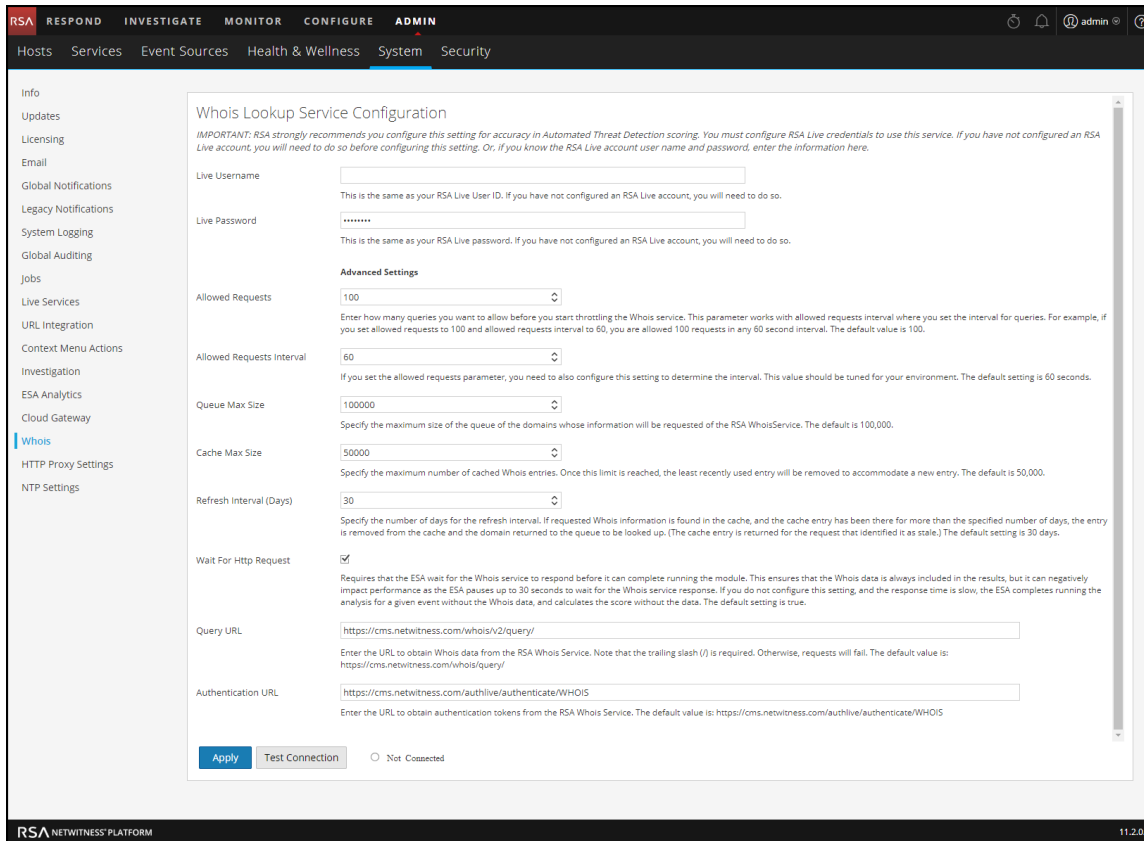 RSA RESPOND INVESTIGATE MONITOR CONFIGURE ADMIN admin
Hosts Services Event Sources Health & Wellness System Security
Info
Updates
Licensing
Email
Global Notifications
Legacy Notifications
System Logging
Global Auditing
Jobs
Live Services
URL Integration
Context Menu Actions
Investigation
ESA Analytics
Cloud Gateway
Whois
HTTP Proxy Settings
NTP Settings
Whois Lookup Service Configuration
IMPORTANT: RSA strongly recommends you configure this setting for accuracy in Automated Threat Detection scoring. You must configure RSA Live credentials to use this service. If you have not configured an RSA
Live account, you will need to do so before configuring this setting. Or, if you know the RSA Live account user name and password, enter the information here.
Live Username
This is the same as your RSA Live User ID. If you have not configured an RSA Live account, you will need to do so.
Live Password ••••••••
This is the same as your RSA Live password. If you have not configured an RSA Live account, you will need to do so.
Advanced Settings
Allowed Requests 100
Enter how many queries you want to allow before you start throttling the Whois service. This parameter works with allowed requests interval where you set the interval for queries. For example, if
you set allowed requests to 100 and allowed requests interval to 60, you are allowed 100 requests in any 60 second interval. The default value is 100.
Allowed Requests Interval 60
If you set the allowed requests parameter, you need to also configure this setting to determine the interval. This value should be tuned for your environment. The default setting is 60 seconds.
Queue Max Size 100000
Specify the maximum size of the queue of the domains whose information will be requested of the RSA WhoisService. The default is 100,000.
Cache Max Size 50000
Specify the maximum number of cached Whois entries. Once this limit is reached, the least recently used entry will be removed to accommodate a new entry. The default is 50,000.
Refresh Interval (Days) 30
Specify the number of days for the refresh interval. If requested Whois information is found in the cache, and the cache entry has been there for more than the specified number of days, the entry
is removed from the cache and the domain returned to the queue to be looked up. (The cache entry is returned for the request that identified it as stale.) The default setting is 30 days.
Wait For Http Request
Requires that the ESA wait for the Whois service to respond before it can complete running the module. This ensures that the Whois data is always included in the results, but it can negatively
impact performance as the ESA pauses up to 30 seconds to wait for the Whois service response. If you do not configure this setting, and the response time is slow, the ESA completes running the
analysis for a given event without the Whois data, and calculates the score without the data. The default setting is true.
Query URL https://cms.netwitness.com/whois/v2/query/
Enter the URL to obtain Whois data from the RSA Whois Service. Note that the trailing slash (/) is required. Otherwise, requests will fail. The default value is:
https://cms.netwitness.com/whois/query/
Authentication URL https://cms.netwitness.com/authlive/authenticate/WHOIS
Enter the URL to obtain authentication tokens from the RSA Whois Service. The default value is: https://cms.netwitness.com/authlive/authenticate/WHOIS
Apply Test Connection Not Connected
RSA NETWITNESS® PLATFORM 11.2.0.